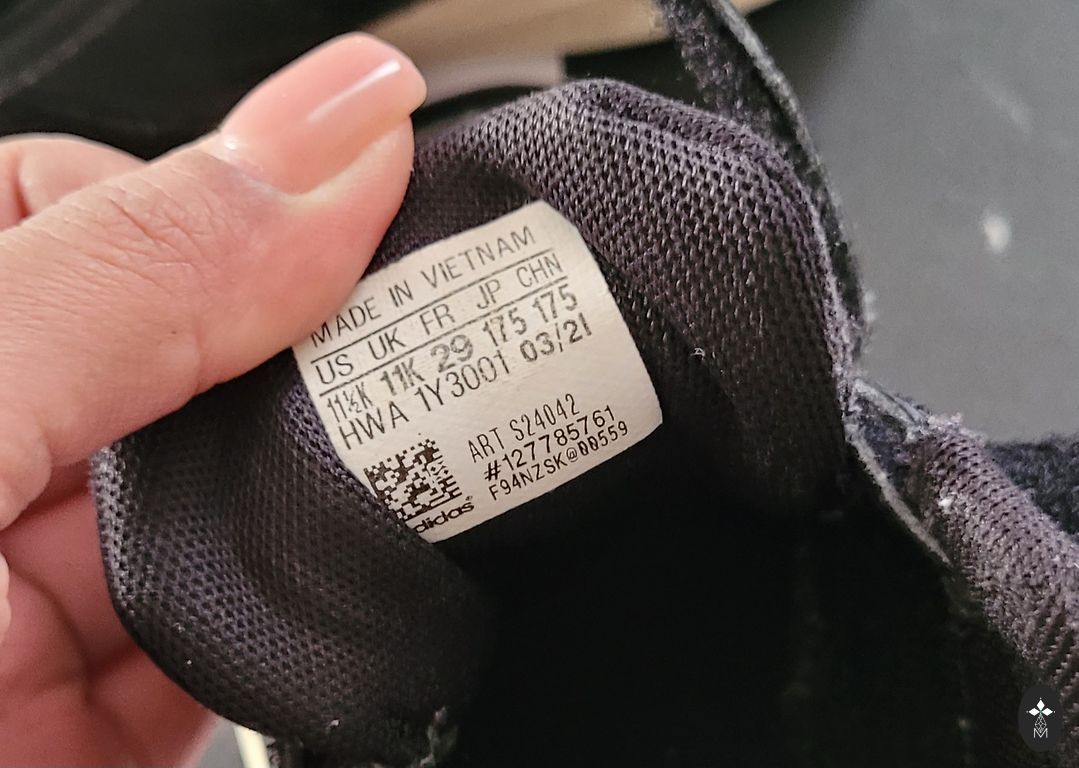 MADE IN VIETNAM
US UK FR JP CHN
11½K 11K 29 175 175
HWA 1Y3001 03/21
ART S24042
#127785761
F94NZSK@00559
adidas
M